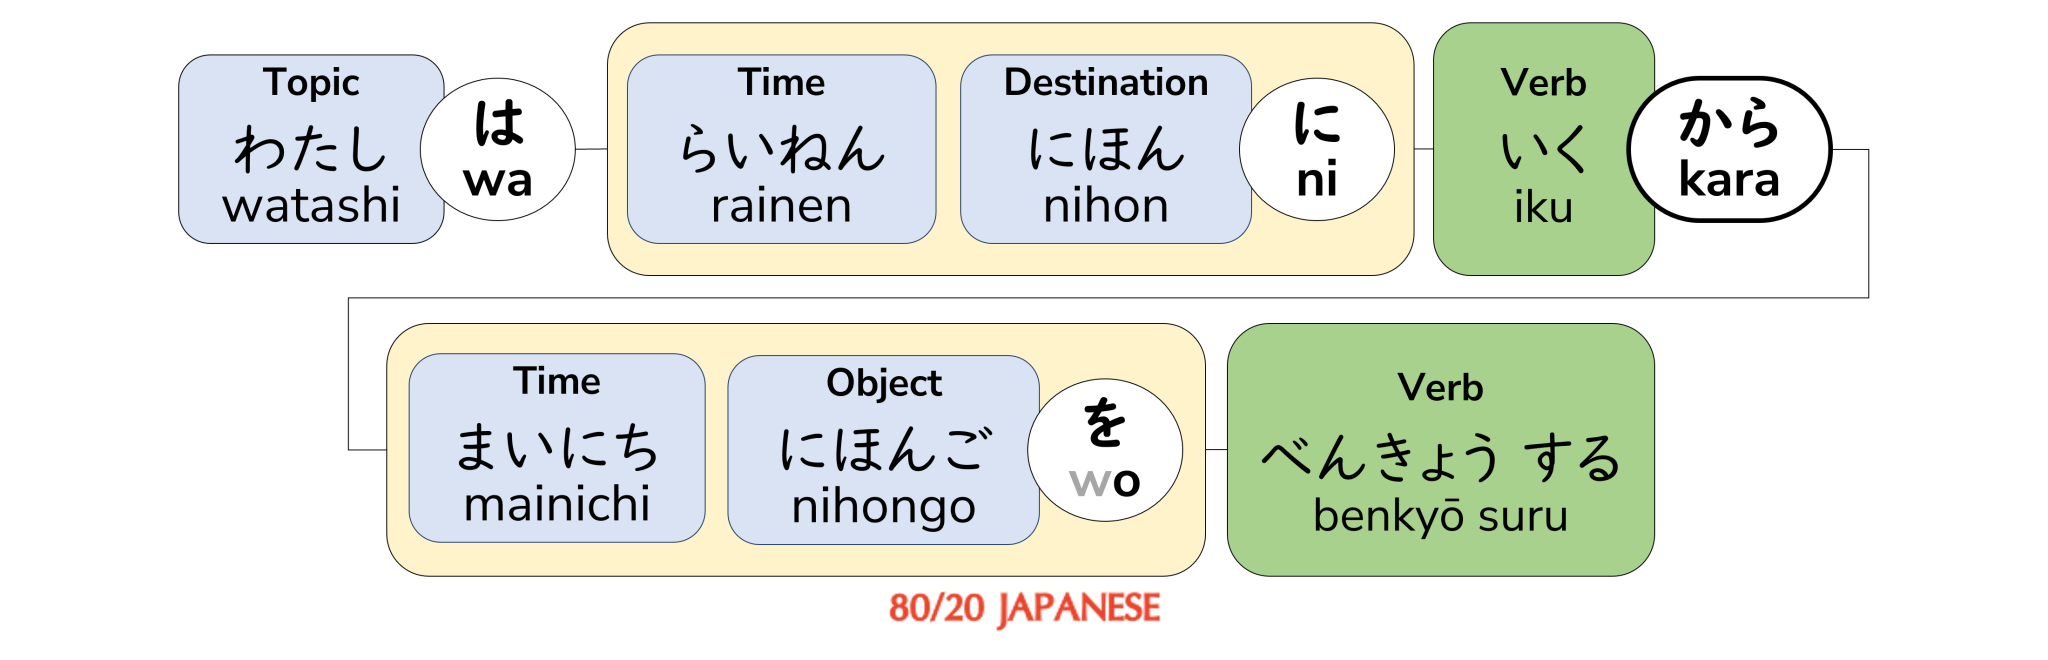 Topic
わたし
watashi
は
wa
Time
らいねん
rainen
Destination
にほん
nihon
に
ni
Verb
いく
iku
から
kara
Time
まいにち
mainichi
Object
にほんご
nihongo
を
wo
Verb
べんきょう する
benkyō suru
80/20 JAPANESE